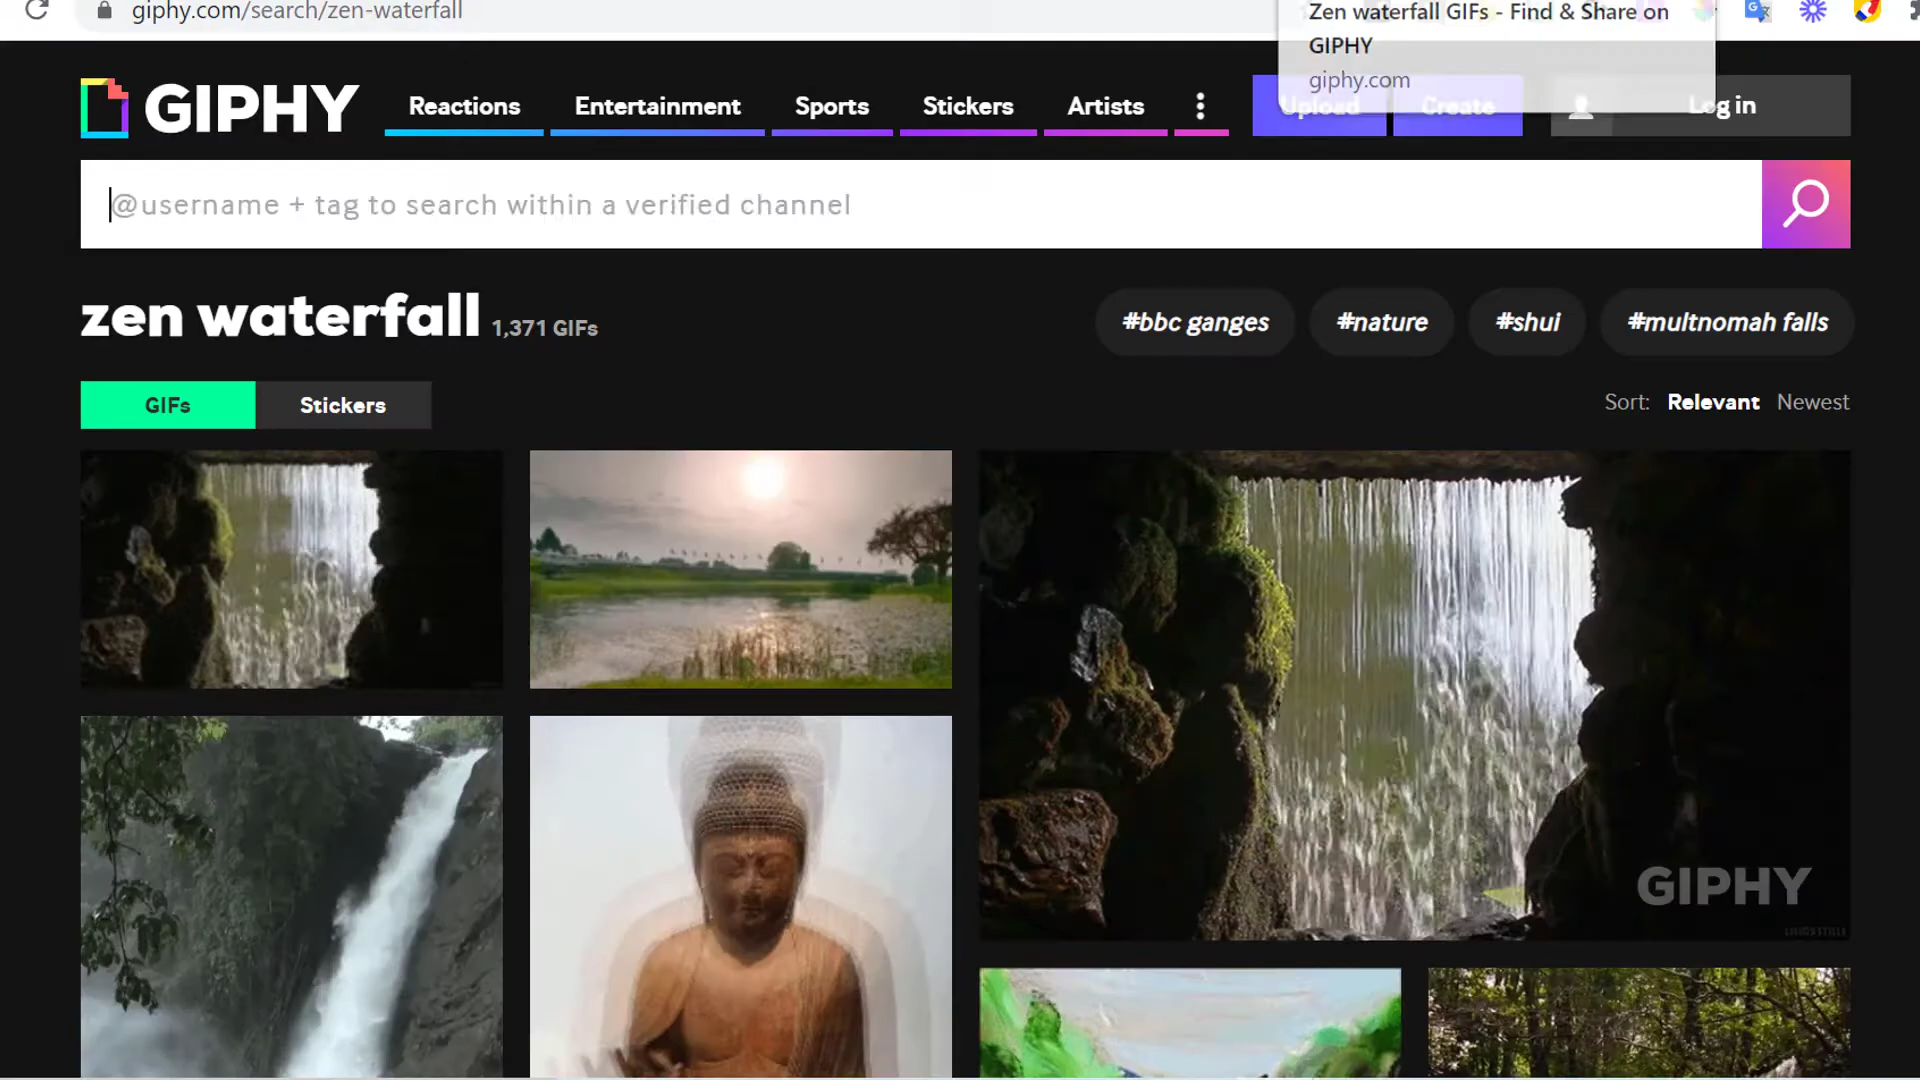 giphy.com/search/zen-waterfall
Zen waterfall GIFs - Find & Share on
GIPHY
giphy.com
GIPHY
Reactions
Entertainment
Sports
Stickers
Artists
Upload
Create
Log in
@username + tag to search within a verified channel
zen waterfall 1,371 GIFs
#bbc ganges
#nature
#shui
#multnomah falls
GIFs
Stickers
Sort: Relevant Newest
GIPHY